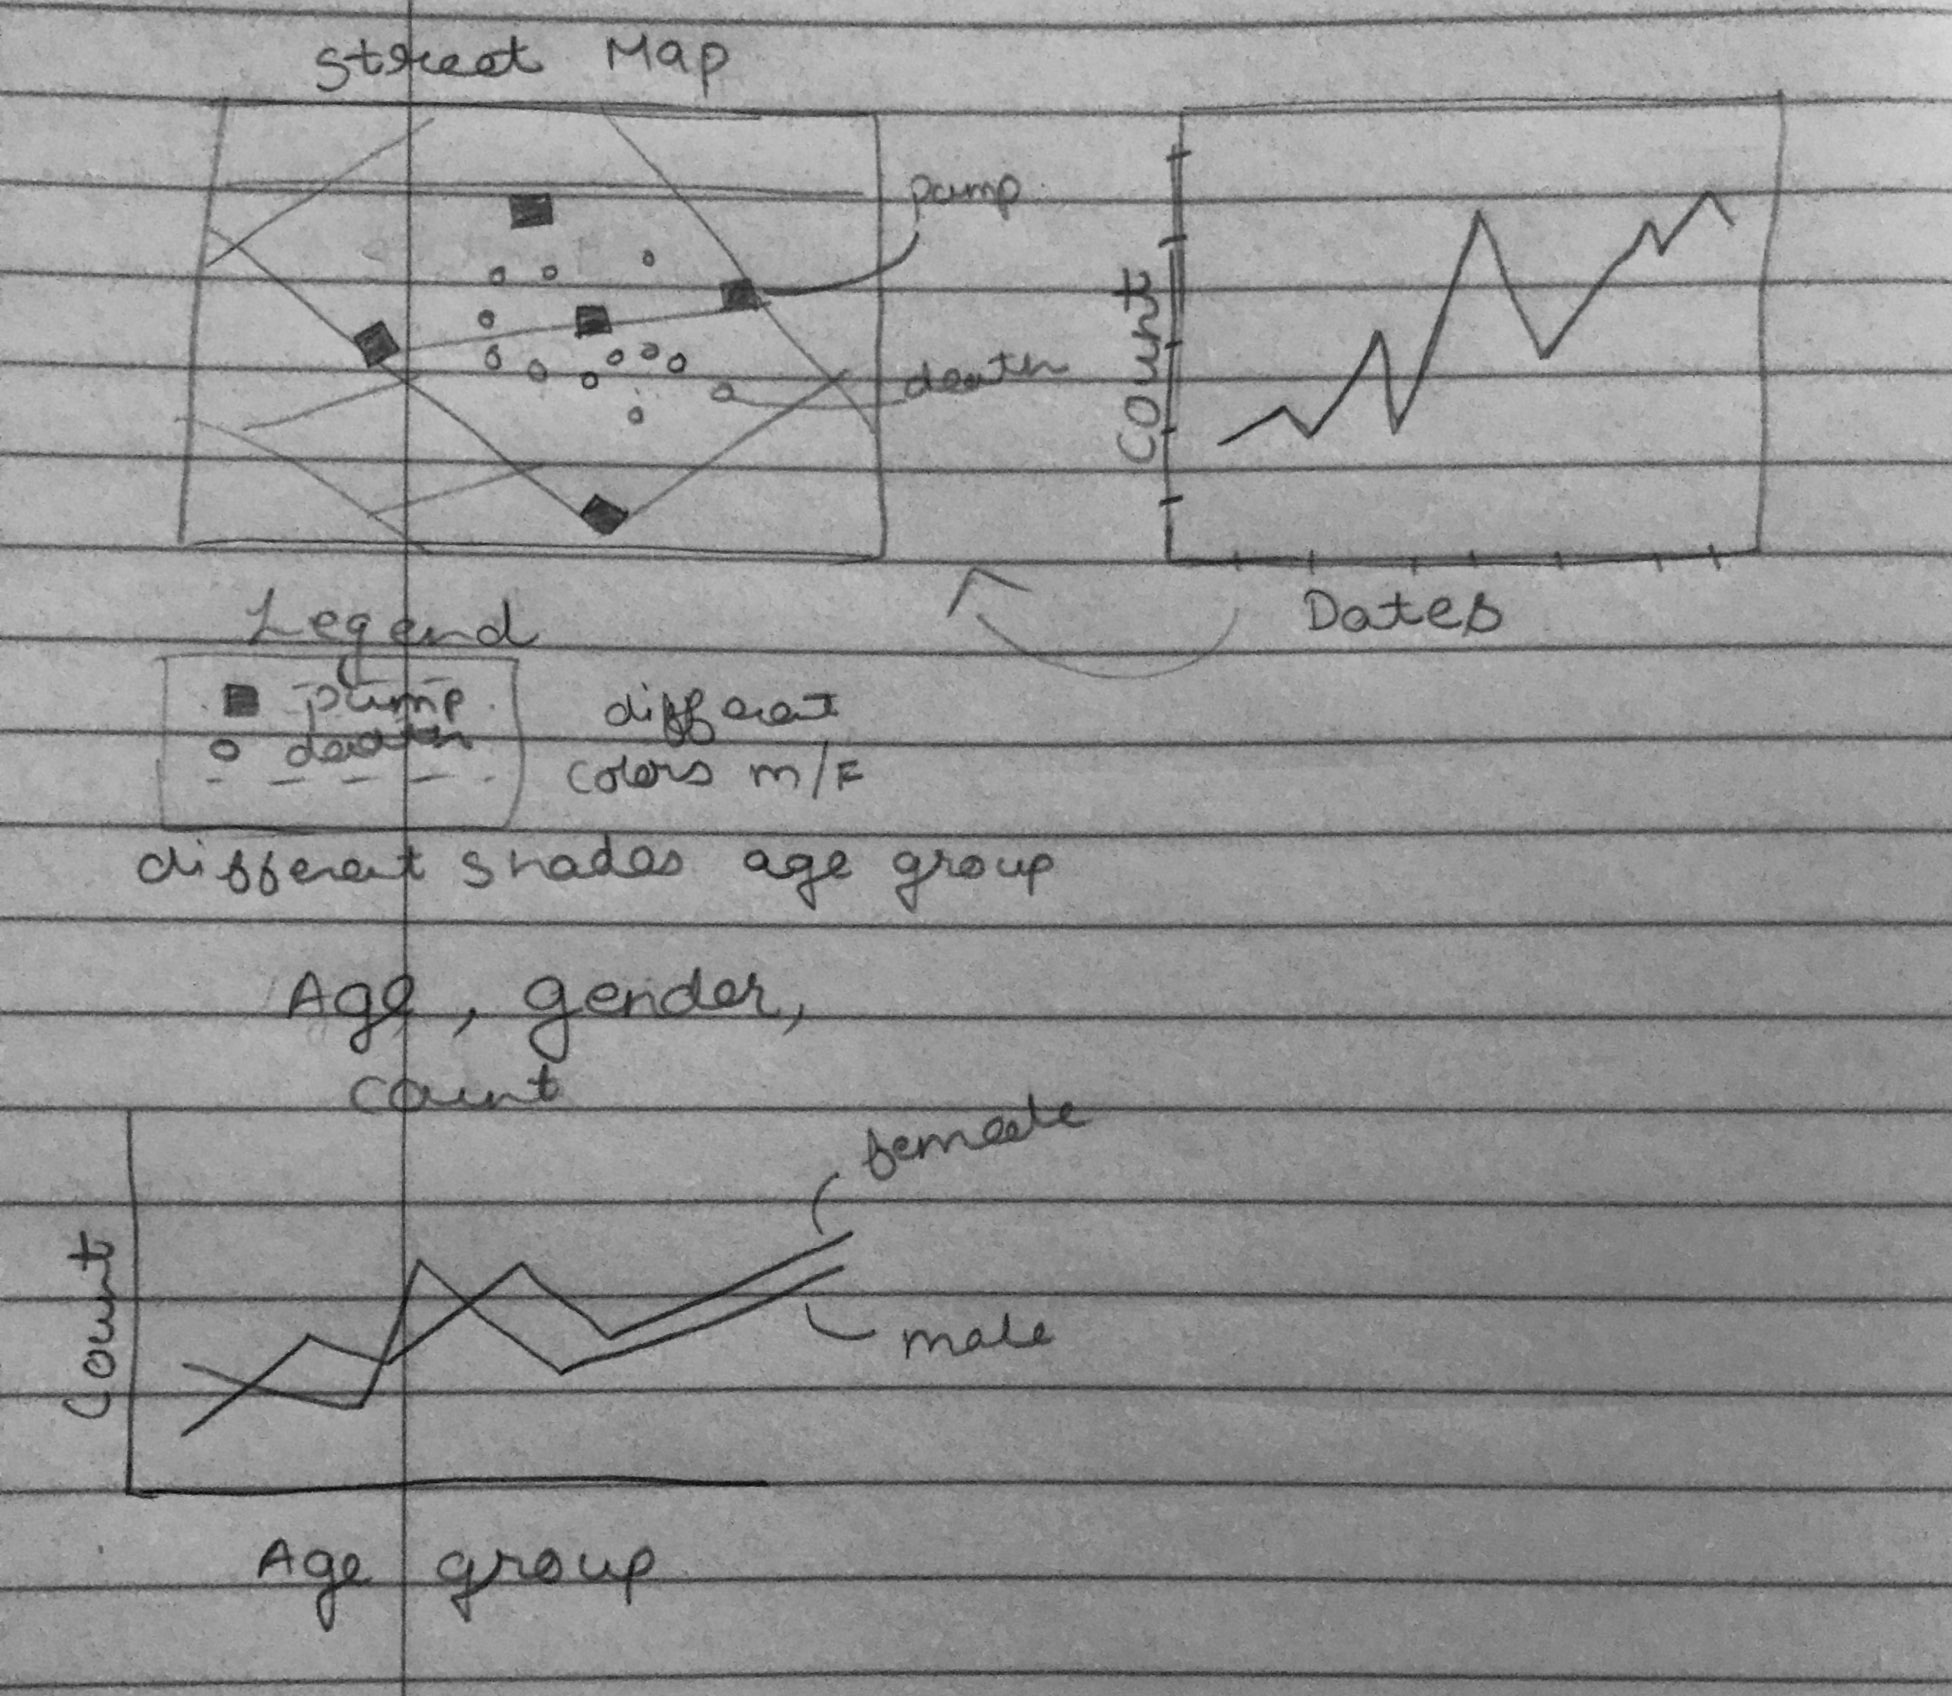 Street Map
pump
death
Count
Dates
Legend
pump
death
different
colors m/F
different shades age group
Age, gender,
count
female
male
Count
Age group